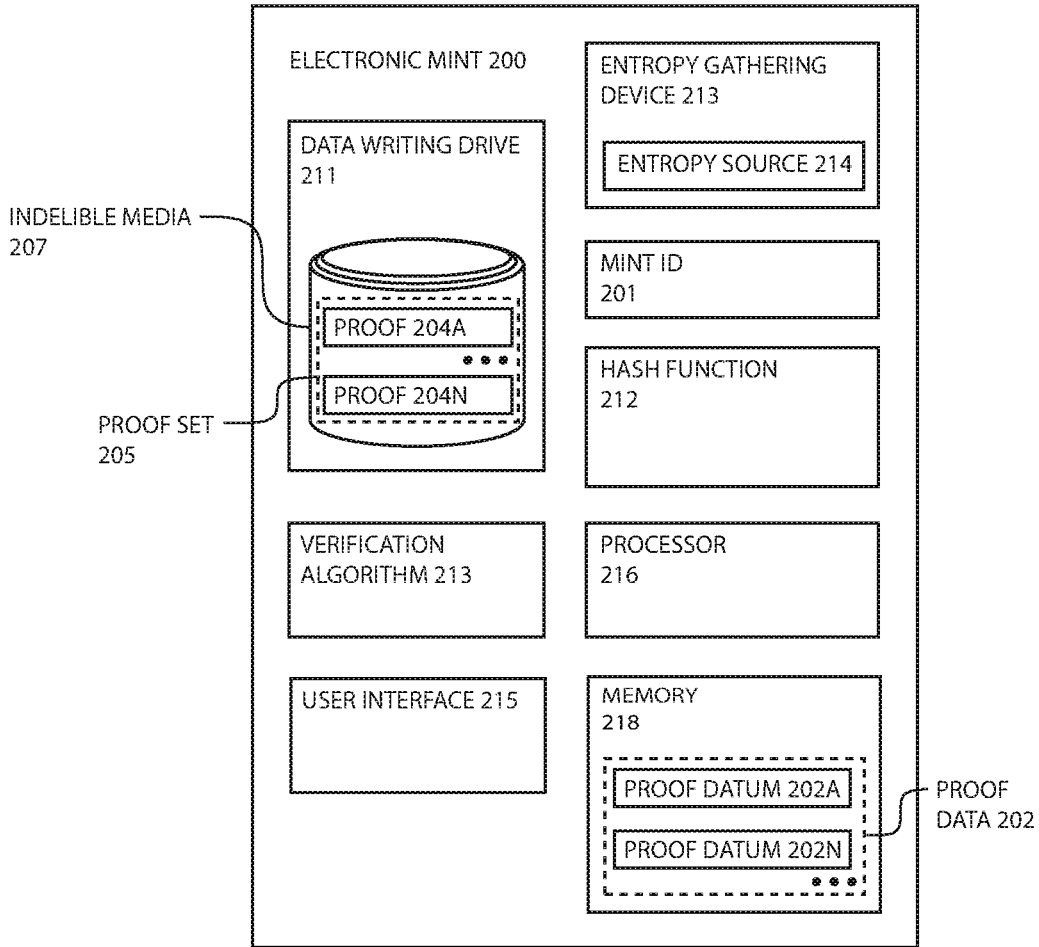 ELECTRONIC MINT 200
ENTROPY GATHERING
DEVICE 213
ENTROPY SOURCE 214
DATA WRITING DRIVE
211
INDELIBLE MEDIA
207
PROOF 204A
PROOF 204N
PROOF SET
205
MINT ID
201
HASH FUNCTION
212
VERIFICATION
ALGORITHM 213
PROCESSOR
216
USER INTERFACE 215
MEMORY
218
PROOF DATUM 202A
PROOF DATUM 202N
PROOF
DATA 202